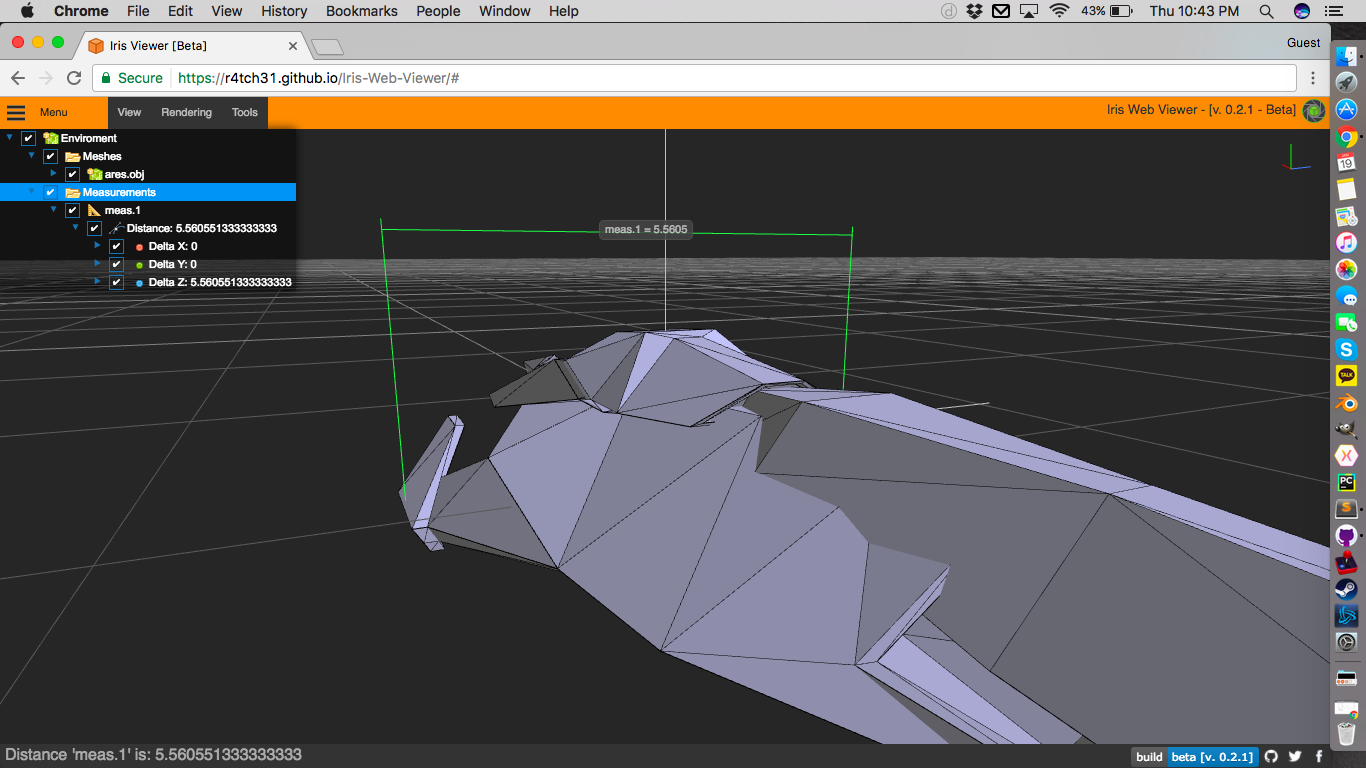 Chrome File Edit View History Bookmarks People Window Help 43% Thu 10:43 PM
Iris Viewer [Beta] Guest
Secure https://r4tch31.github.io/Iris-Web-Viewer/#
Menu View Rendering Tools Iris Web Viewer - [v. 0.2.1 - Beta]
Enviroment
Meshes
ares.obj
Measurements
meas.1
Distance: 5.560551333333333
Delta X: 0
Delta Y: 0
Delta Z: 5.560551333333333
meas.1 = 5.5605
19
TALK
PC
S
Distance 'meas.1' is: 5.560551333333333
build beta [v. 0.2.1]